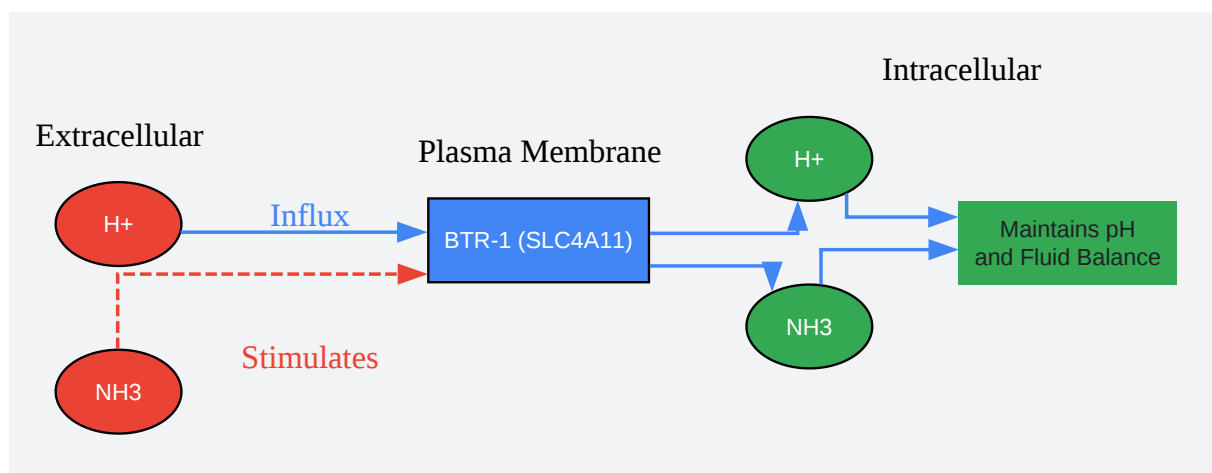 Intracellular
Extracellular
Plasma Membrane
H+
H+
Influx
BTR-1 (SLC4A11)
Maintains pH
and Fluid Balance
NH3
Stimulates
NH3